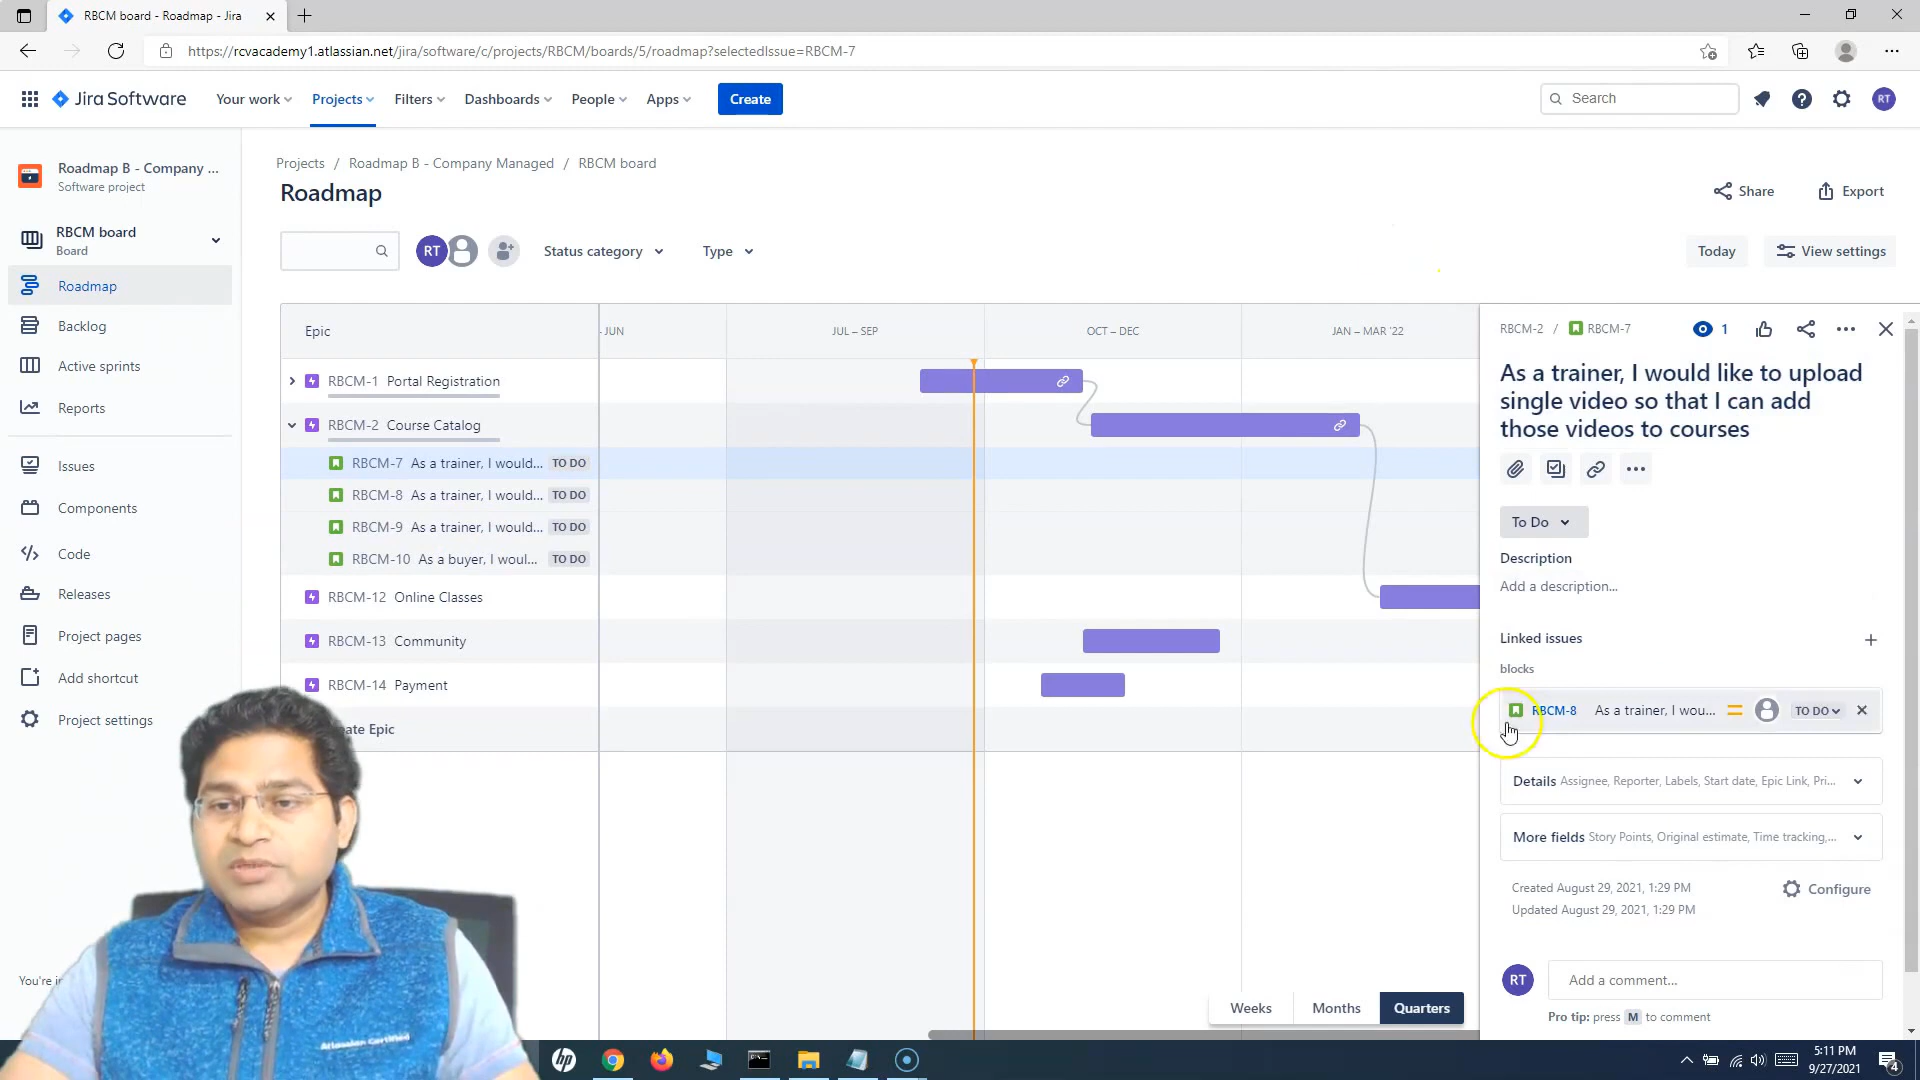 RBCM board - Roadmap - Jira
https://rcvacademy1.atlassian.net/jira/software/c/projects/RBCM/boards/5/roadmap?selectedIssue=RBCM-7
Jira Software
Your work
Projects
Filters
Dashboards
People
Apps
Create
Search
RT
Roadmap B - Company ...
Software project
RBCM board
Board
Roadmap
Backlog
Active sprints
Reports
Issues
Components
Code
Releases
Project pages
Add shortcut
Project settings
Projects / Roadmap B - Company Managed / RBCM board
Roadmap
Share
Export
RT
Status category
Type
Today
View settings
Epic
- JUN
JUL – SEP
OCT – DEC
JAN – MAR '22
RBCM-1 Portal Registration
RBCM-2 Course Catalog
RBCM-7 As a trainer, I would... TO DO
RBCM-8 As a trainer, I would... TO DO
RBCM-9 As a trainer, I would... TO DO
RBCM-10 As a buyer, I woul... TO DO
RBCM-12 Online Classes
RBCM-13 Community
RBCM-14 Payment
ate Epic
Weeks
Months
Quarters
RBCM-2 / RBCM-7
1
As a trainer, I would like to upload
single video so that I can add
those videos to courses
To Do
Description
Add a description...
Linked issues
blocks
RBCM-8 As a trainer, I wou... TO DO
Details Assignee, Reporter, Labels, Start date, Epic Link, Pri...
More fields Story Points, Original estimate, Time tracking,...
Created August 29, 2021, 1:29 PM
Updated August 29, 2021, 1:29 PM
Configure
RT
Add a comment...
Pro tip: press M to comment
You're i
Atlassian Certified
hp
5:11 PM
9/27/2021
4